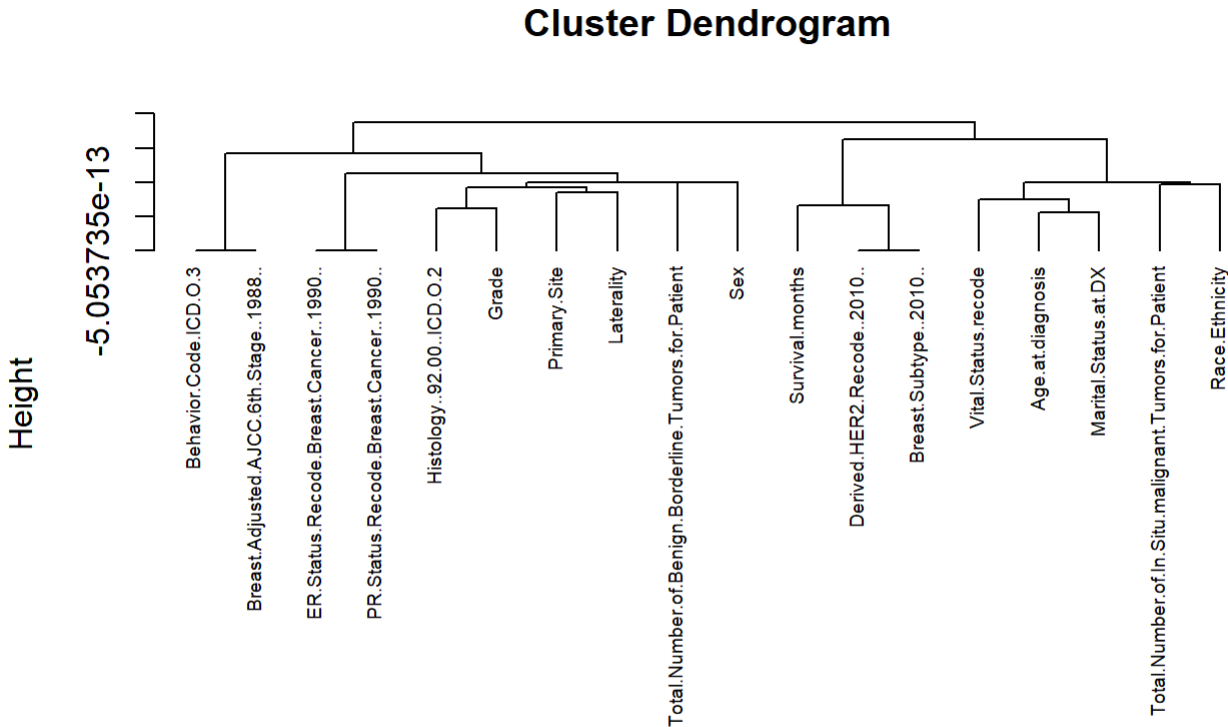 Cluster Dendrogram
Height
-5.053735e-13
Behavior.Code.ICD.O.3
Breast.Adjusted.AJCC.6th.Stage..1988..
ER.Status.Recode.Breast.Cancer..1990..
PR.Status.Recode.Breast.Cancer..1990..
Histology..92.00..ICD.O.2
Grade
Primary.Site
Laterality
Total.Number.of.Benign.Borderline.Tumors.for.Patient
Sex
Survival.months
Derived.HER2.Recode..2010..
Breast.Subtype..2010..
Vital.Status.recode
Age.at.diagnosis
Marital.Status.at.DX
Total.Number.of.In.Situ.malignant.Tumors.for.Patient
Race.Ethnicity